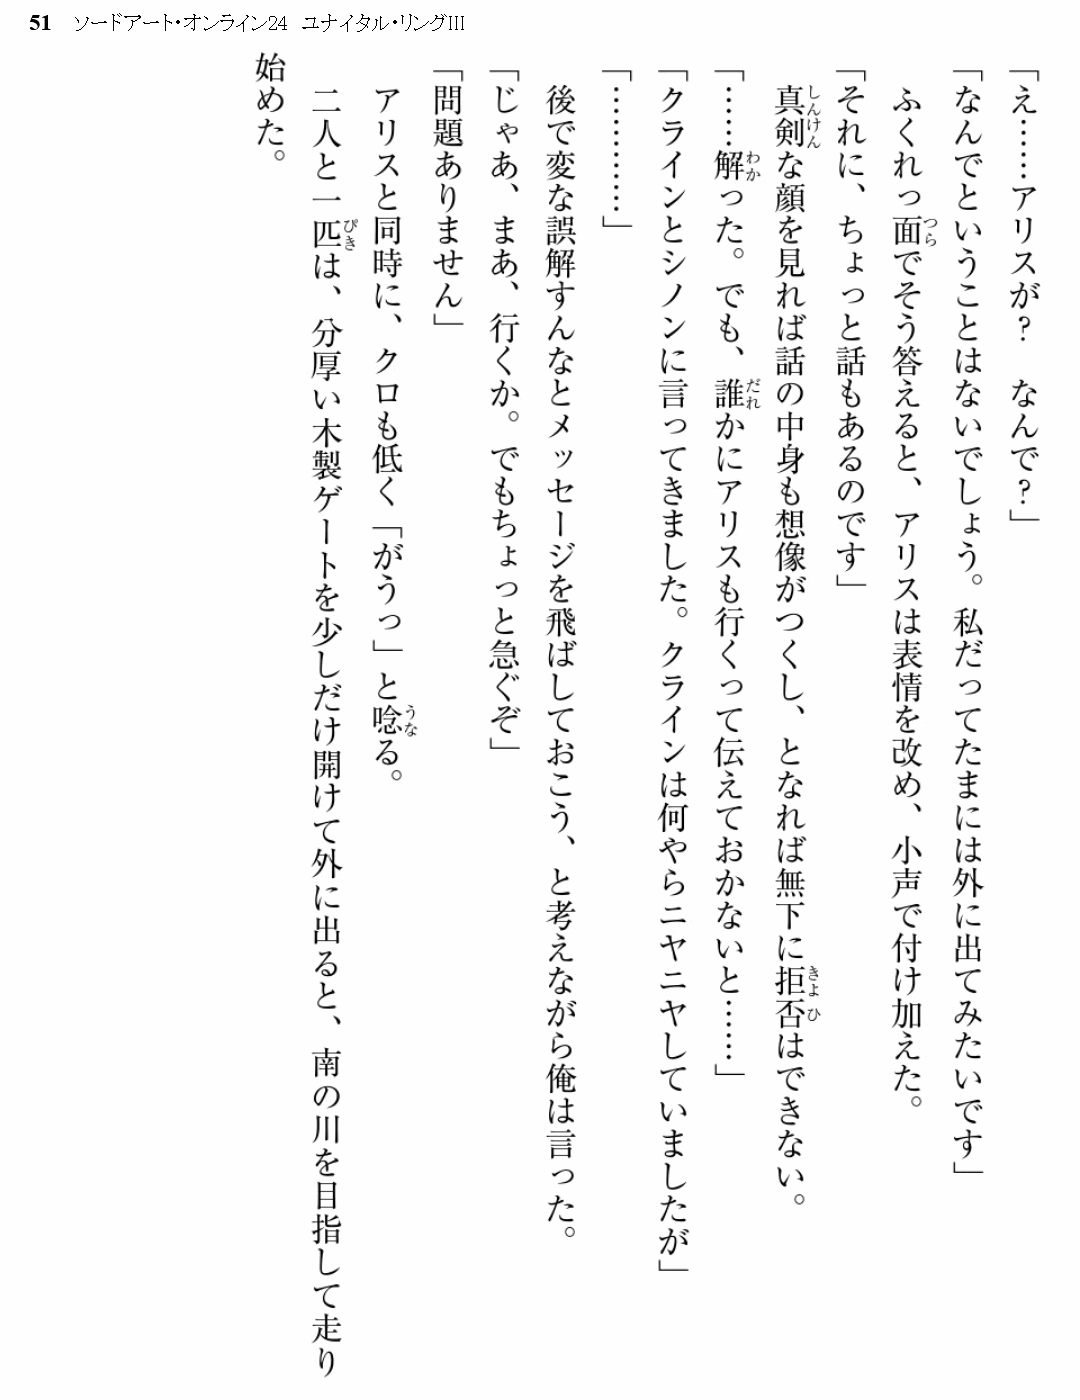 51 ソードアート・オンライン24 ユナイタル・リングIII
「え……アリスが？　なんで？」
「なんでということはないでしょう。私だってたまには外に出てみたいです」
　ふくれっ面でそう答えると、アリスは表情を改め、小声で付け加えた。
「それに、ちょっと話もあるのです」
　真剣な顔を見れば話の中身も想像がつくし、となれば無下に拒否はできない。
「……解った。でも、誰かにアリスも行くって伝えておかないと……」
「クラインとシノンに言ってきました。クラインは何やらニヤニヤしていましたが」
「…………」
　後で変な誤解すんなとメッセージを飛ばしておこう、と考えながら俺は言った。
「じゃあ、まあ、行くか。でもちょっと急ぐぞ」
「問題ありません」
　アリスと同時に、クロも低く「がうっ」と唸る。
　二人と一匹は、分厚い木製ゲートを少しだけ開けて外に出ると、南の川を目指して走り
始めた。